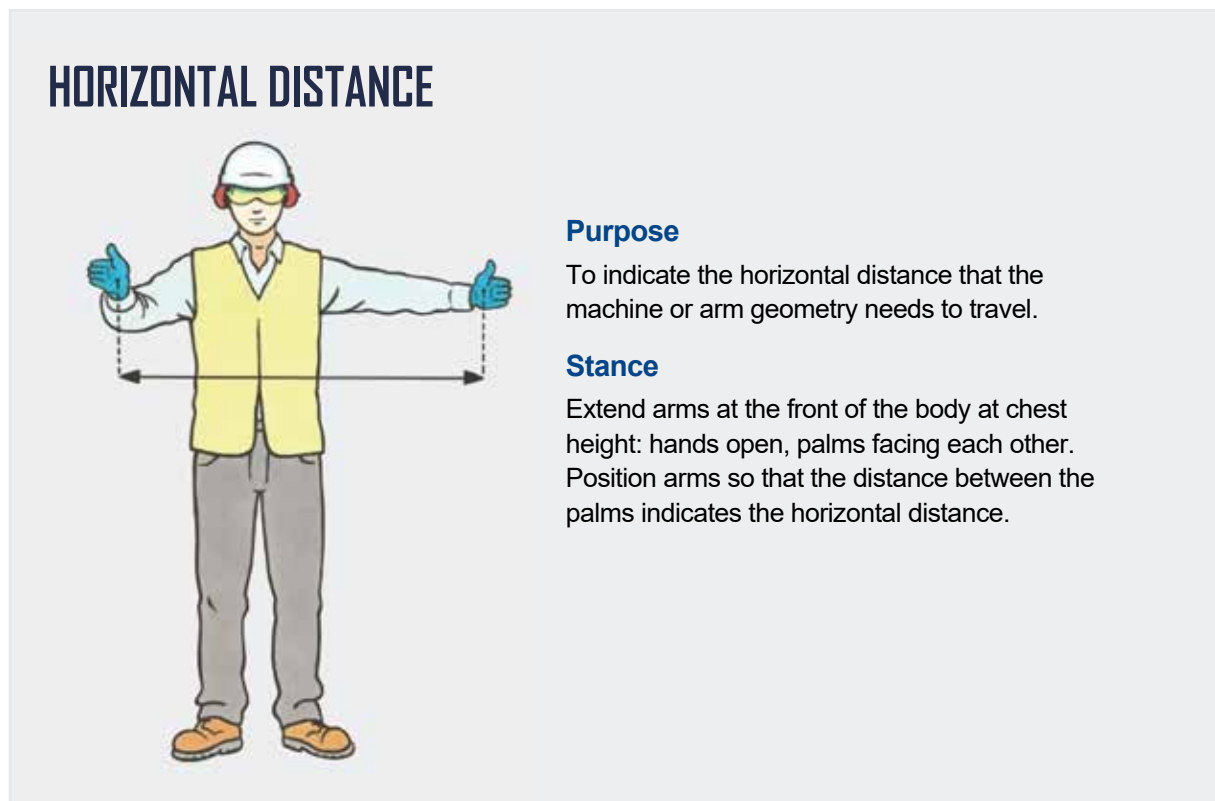 HORIZONTAL DISTANCE
Purpose
To indicate the horizontal distance that the
machine or arm geometry needs to travel.
Stance
Extend arms at the front of the body at chest
height: hands open, palms facing each other.
Position arms so that the distance between the
palms indicates the horizontal distance.